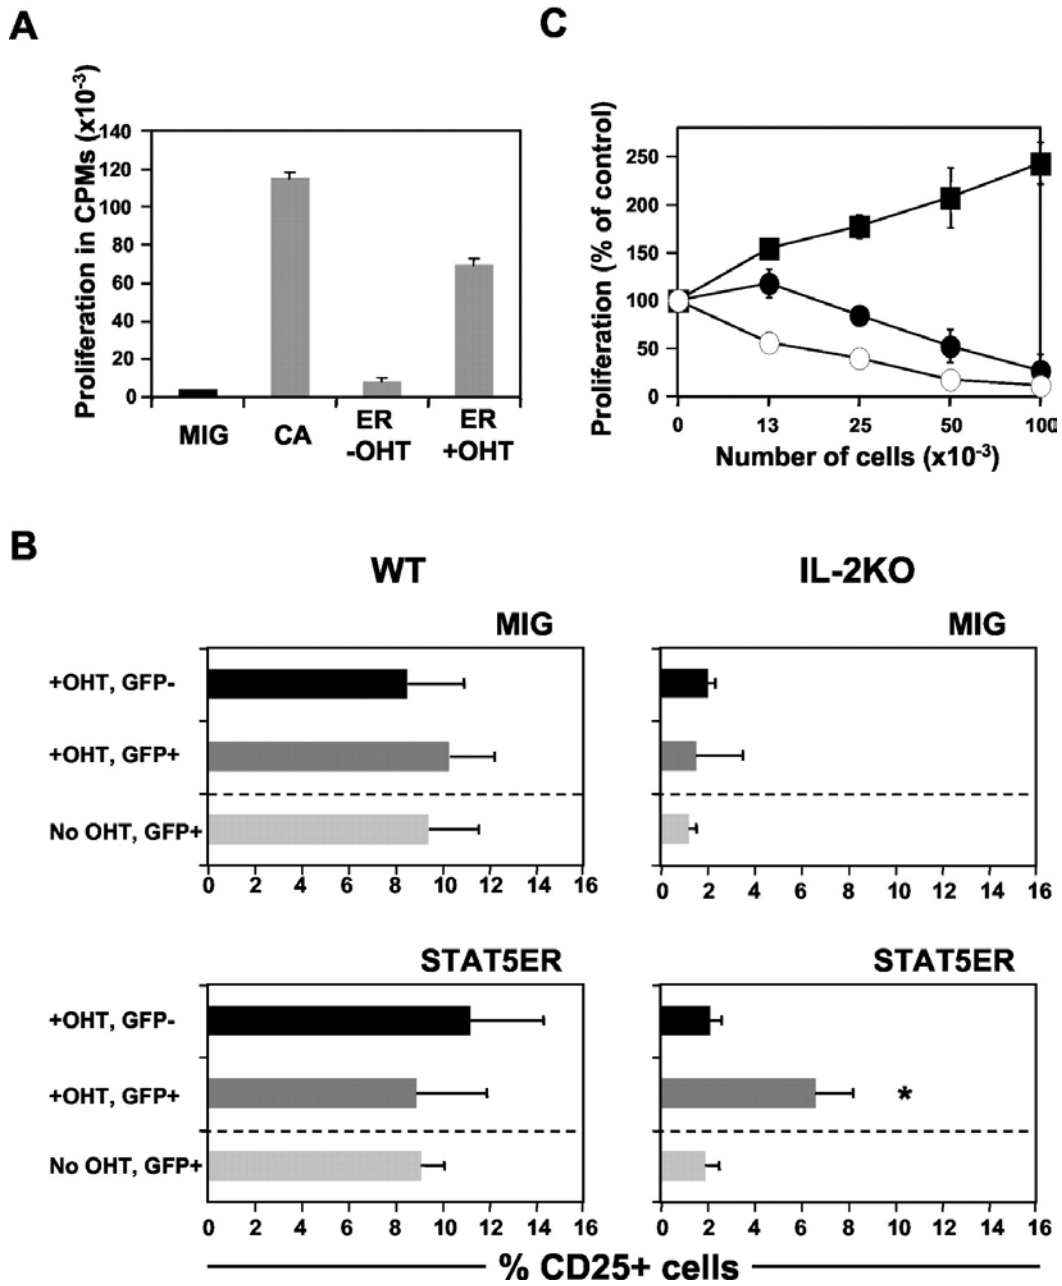 A
Proliferation in CPMs (x10-3)
140
120
100
80
60
40
20
0
MIG
CA
ER
-OHT
ER
+OHT
C
Proliferation (% of control)
250
200
150
100
50
0
0 13 25 50 100
Number of cells (x10-3)
B
WT
IL-2KO
MIG
MIG
+OHT, GFP-
+OHT, GFP+
No OHT, GFP+
0 2 4 6 8 10 12 14 16
0 2 4 6 8 10 12 14 16
STAT5ER
STAT5ER
+OHT, GFP-
+OHT, GFP+
*
No OHT, GFP+
0 2 4 6 8 10 12 14 16
0 2 4 6 8 10 12 14 16
% CD25+ cells